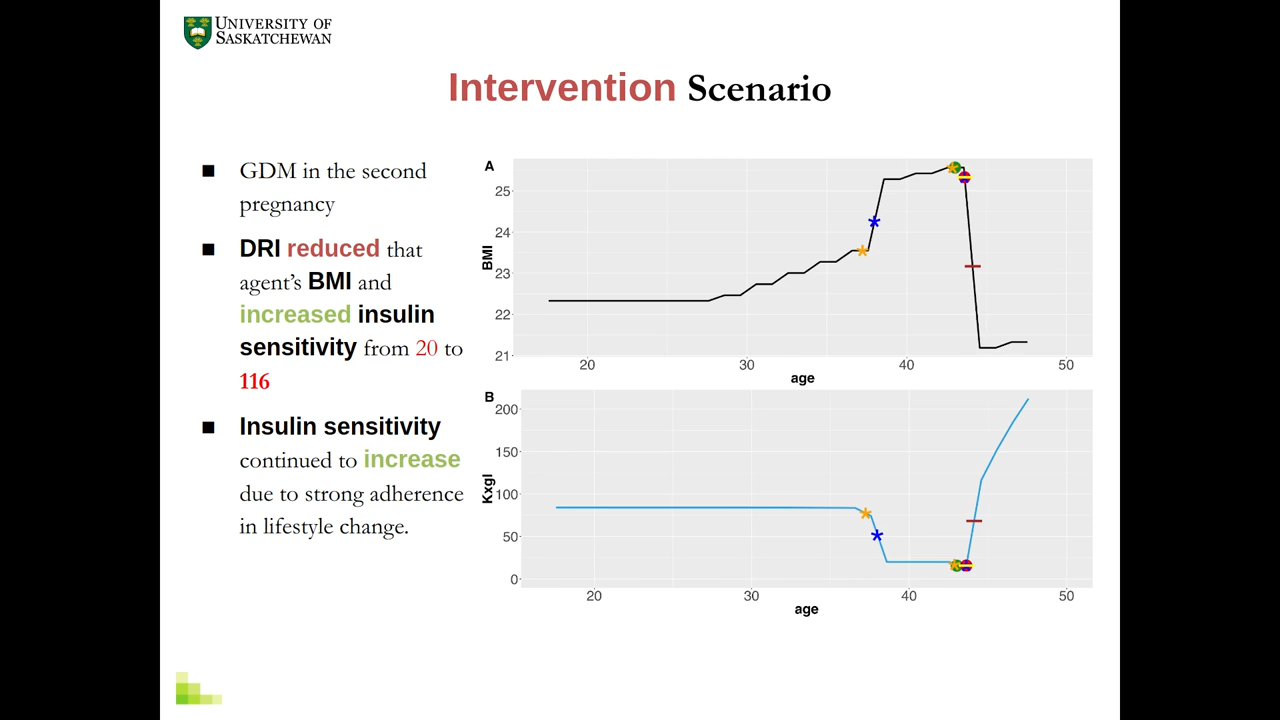 UNIVERSITY OF
SASKATCHEWAN
Intervention Scenario
■ GDM in the second
pregnancy
■ DRI reduced that
agent's BMI and
increased insulin
sensitivity from 20 to
116
■ Insulin sensitivity
continued to increase
due to strong adherence
in lifestyle change.
A
BMI
25
24
23
22
21
20 30 40 50
age
B
Kxgl
200
150
100
50
0
20 30 40 50
age